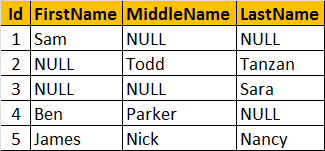 Id FirstName MiddleName LastName
1 Sam NULL NULL
2 NULL Todd Tanzan
3 NULL NULL Sara
4 Ben Parker NULL
5 James Nick Nancy